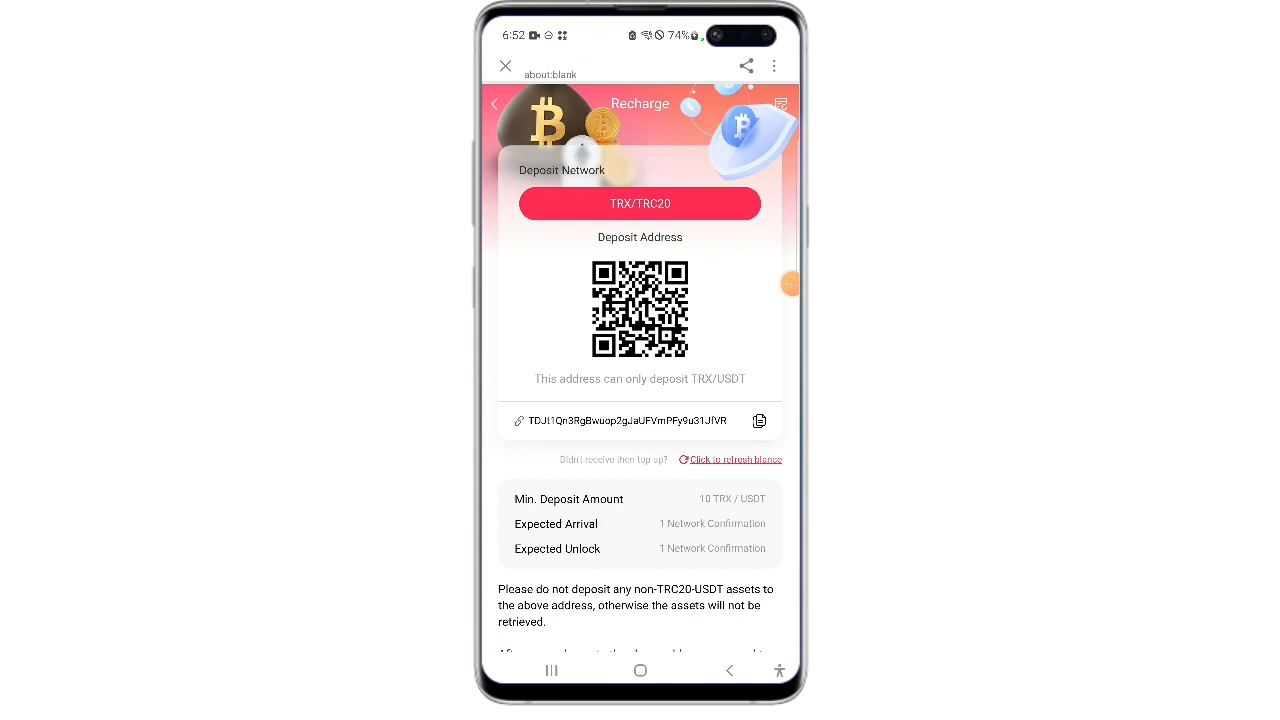 6:52
74%
about:blank
Recharge
Deposit Network
TRX/TRC20
Deposit Address
This address can only deposit TRX/USDT
TDJt1Qn3RgBwuop2gJaUFVmPFy9u31JfVR
Didn't receive then top up? Click to refresh blance
Min. Deposit Amount 10 TRX / USDT
Expected Arrival 1 Network Confirmation
Expected Unlock 1 Network Confirmation
Please do not deposit any non-TRC20-USDT assets to
the above address, otherwise the assets will not be
retrieved.